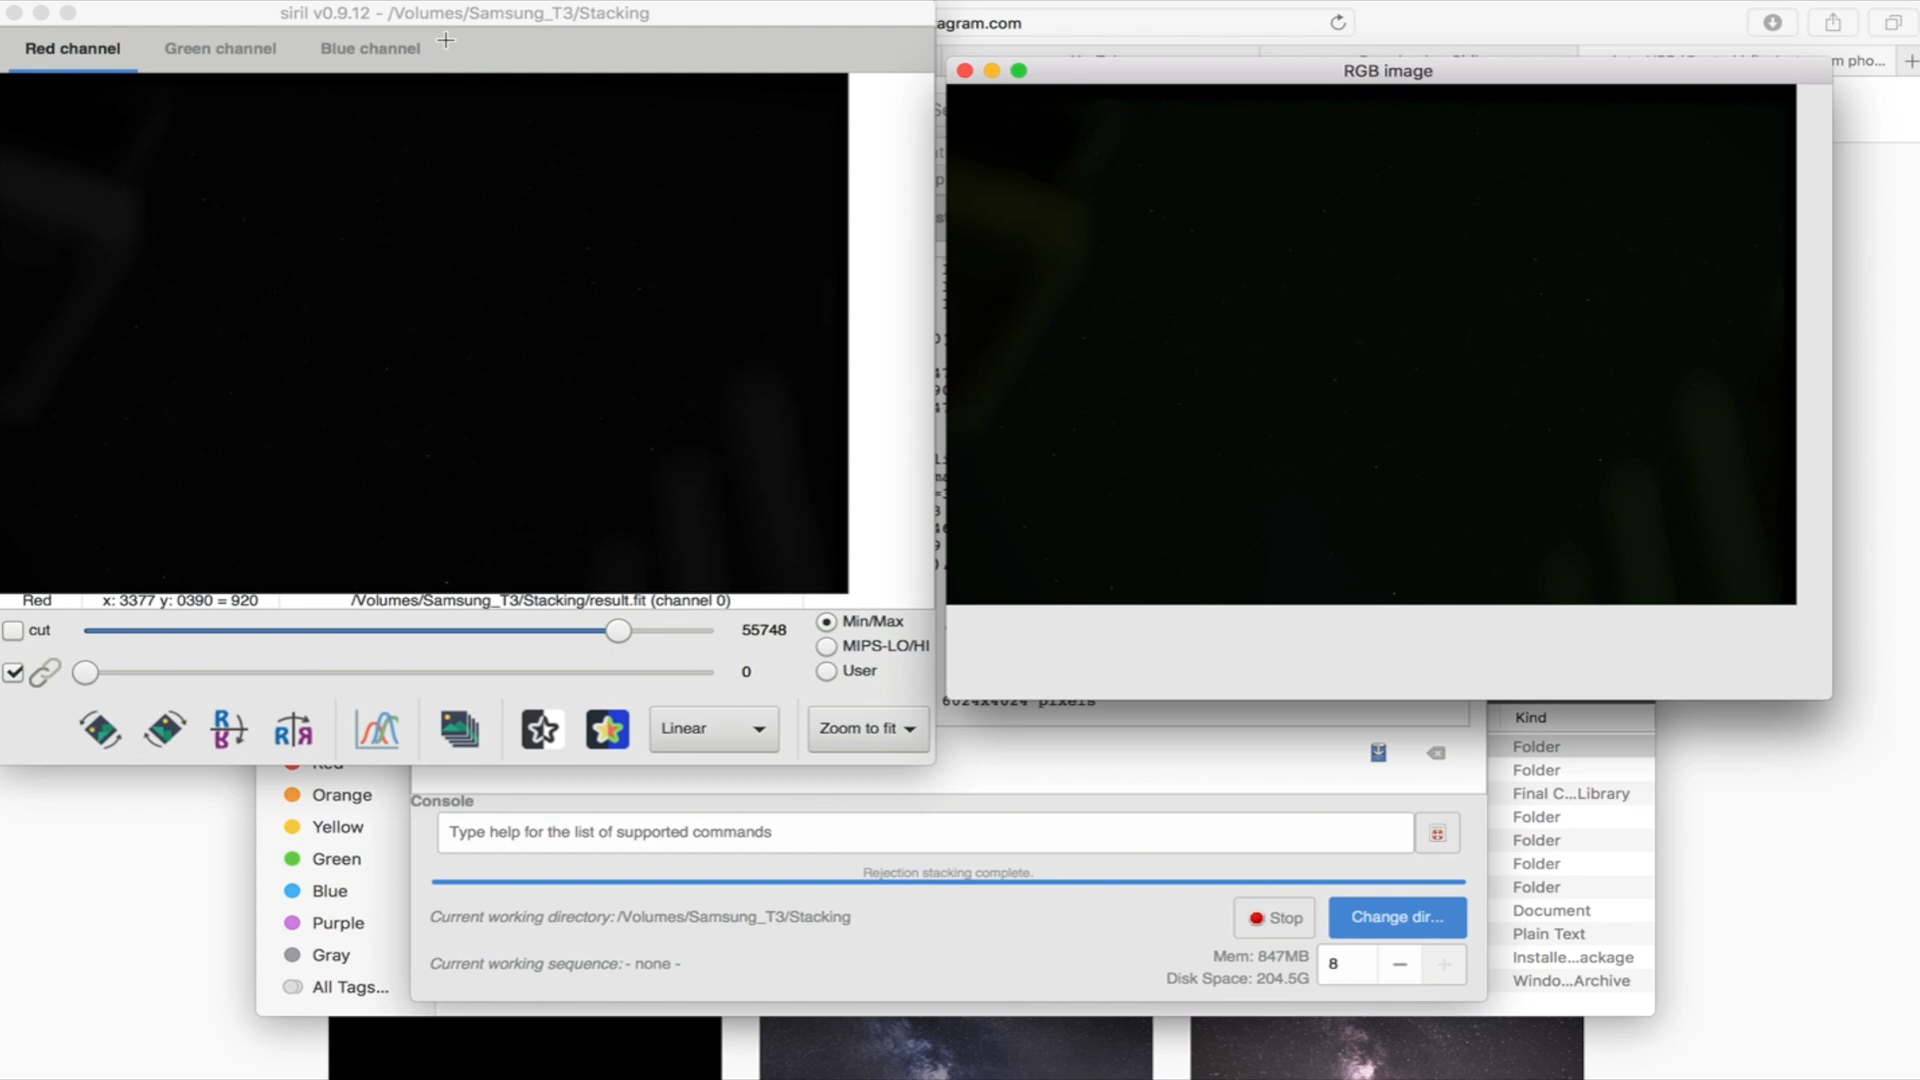 siril v0.9.12 - /Volumes/Samsung_T3/Stacking
agram.com
Red channel
Green channel
Blue channel
m pho...
RGB image
Red
x: 3377 y: 0390 = 920
/Volumes/Samsung_T3/Stacking/result.fit (channel 0)
cut
55748
0
Min/Max
MIPS-LO/HI
User
R
R
R
R
Linear
Zoom to fit
6024x4024 pixels
Kind
Folder
Folder
Final C...Library
Folder
Folder
Folder
Folder
Document
Plain Text
Installe...ackage
Windo...Archive
Red
Orange
Yellow
Green
Blue
Purple
Gray
All Tags...
Console
Type help for the list of supported commands
Rejection stacking complete.
Current working directory: /Volumes/Samsung_T3/Stacking
Stop
Change dir...
Current working sequence: - none -
Mem: 847MB
Disk Space: 204.5G
8